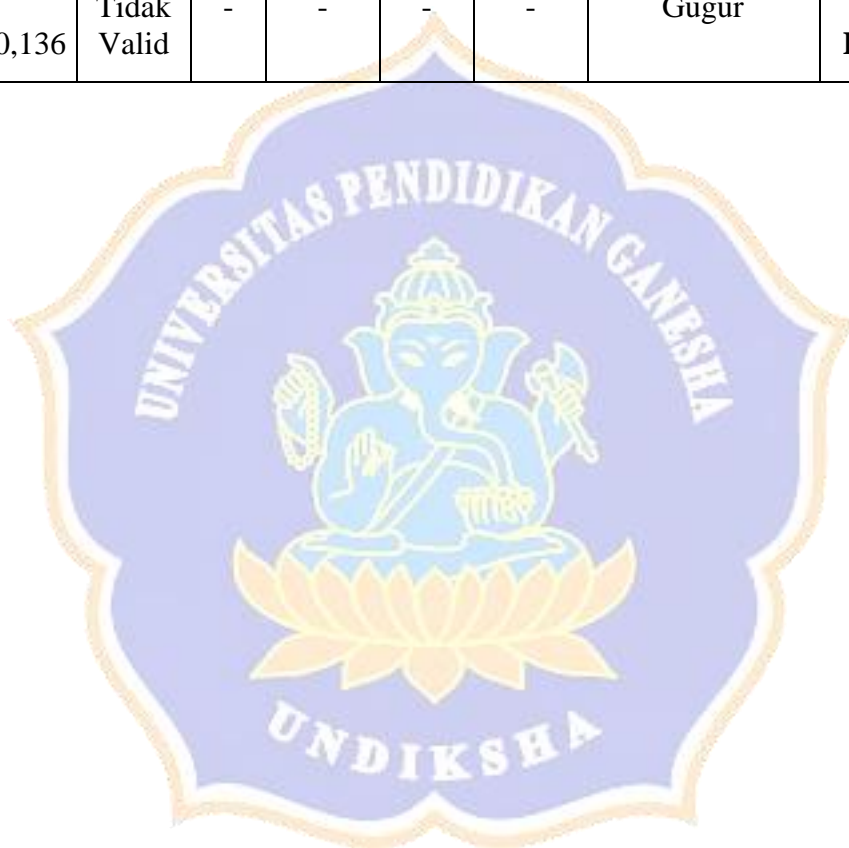 Tidak - - - - Gugur
0,136 Valid
UNIVERSITAS PENDIDIKAN GANESHA
UNDIKSHA